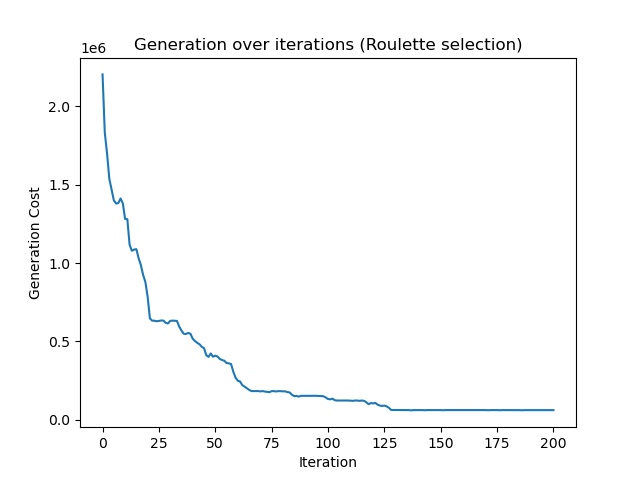 Generation over iterations (Roulette selection)
1e6
2.0
1.5
1.0
0.5
0.0
Generation Cost
0 25 50 75 100 125 150 175 200
Iteration